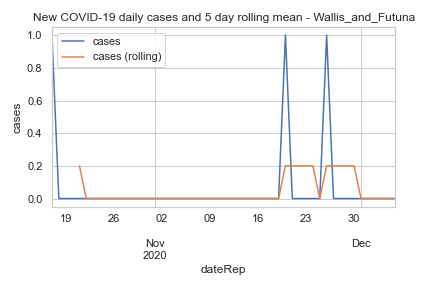 New COVID-19 daily cases and 5 day rolling mean - Wallis_and_Futuna
cases
cases (rolling)
1.0
0.8
0.6
0.4
0.2
0.0
cases
19 26 02 09 16 23 30
Nov Dec
2020
dateRep